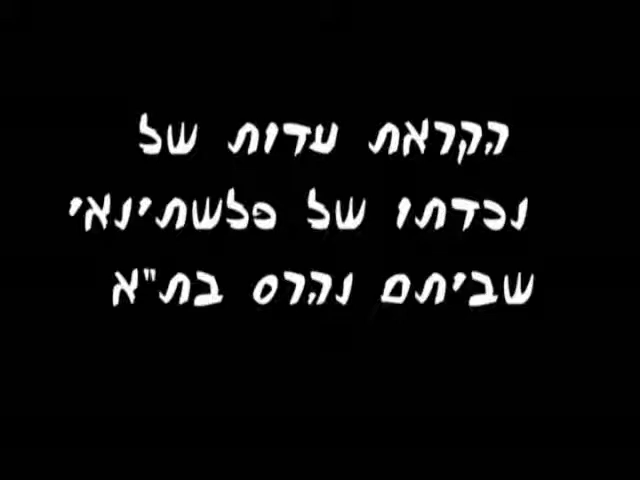 הקראת עדות של
נכדתו של פלשתינאי
שביתם נהרס בת"א